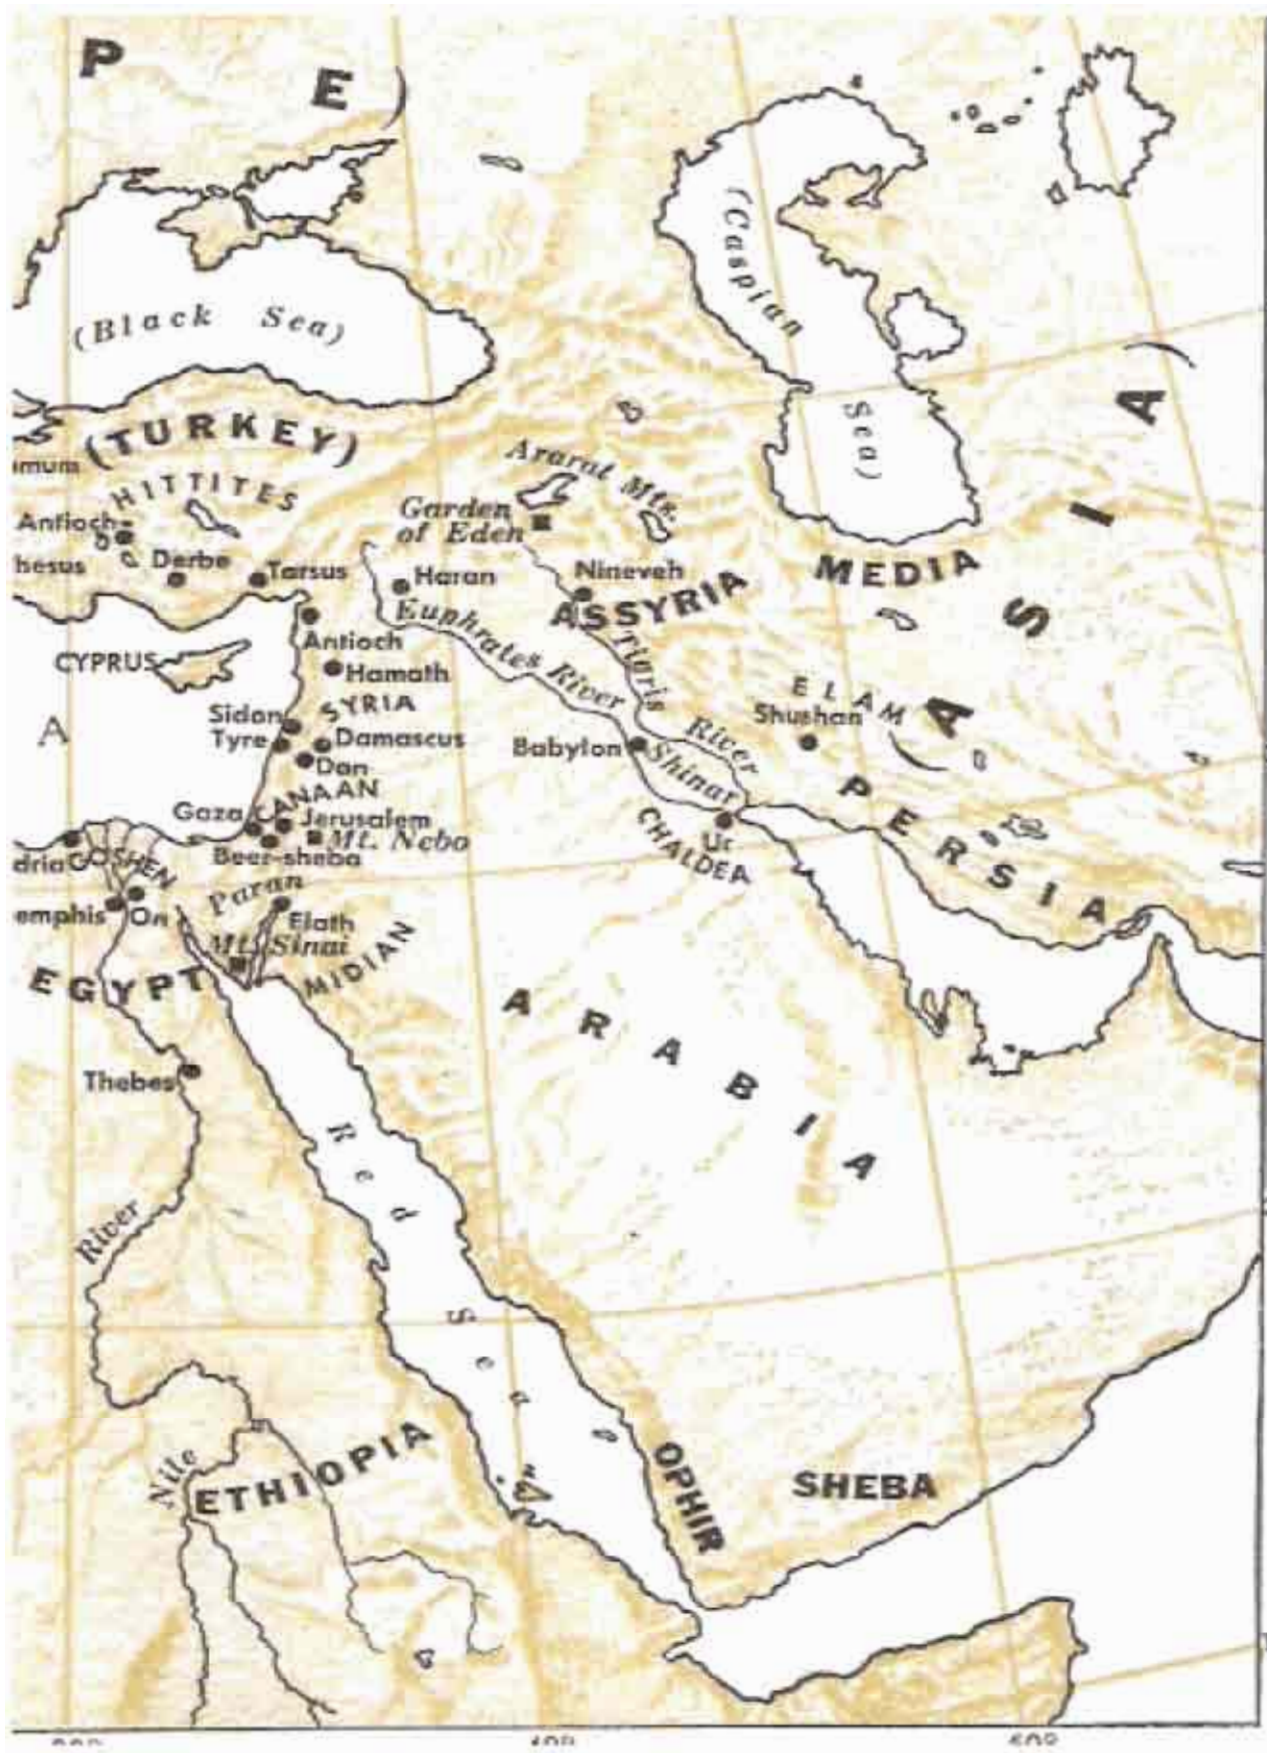 P E )
(Caspian Sea)
(Black Sea)
(TURKEY)
HITTITES
Ararat Mts.
Garden
of Eden
Antioch
hesus
Derbe
Tarsus
Haran
Nineveh
ASSYRIA
MEDIA
(ASIA)
Euphrates River
Tigris River
Antioch
CYPRUS
Hamath
SYRIA
ELAM
Shushan
A
Sidon
Tyre
Damascus
Dan
Babylon
Shinar
PERSIA
CANAAN
Gaza
Jerusalem
Mt. Nebo
Ur
CHALDEA
dria
GOSHEN
Beer-sheba
Paran
emphis
On
Elath
Mt. Sinai
MIDIAN
EGYPT
ARABIA
Thebes
Red Sea
River
Nile
ETHIOPIA
OPHIR
SHEBA